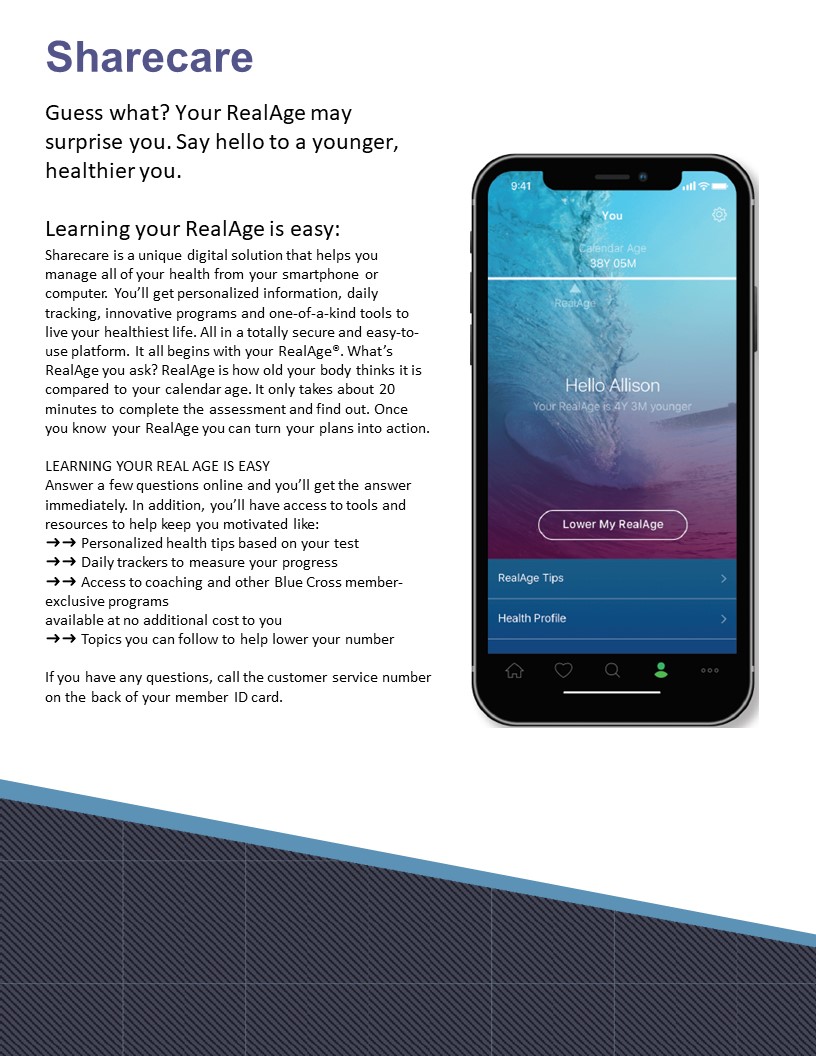 Sharecare
Guess what? Your RealAge may
surprise you. Say hello to a younger,
healthier you.
Learning your RealAge is easy:
Sharecare is a unique digital solution that helps you
manage all of your health from your smartphone or
computer. You’ll get personalized information, daily
tracking, innovative programs and one-of-a-kind tools to
live your healthiest life. All in a totally secure and easy-to-
use platform. It all begins with your RealAge®. What’s
RealAge you ask? RealAge is how old your body thinks it is
compared to your calendar age. It only takes about 20
minutes to complete the assessment and find out. Once
you know your RealAge you can turn your plans into action.
LEARNING YOUR REAL AGE IS EASY
Answer a few questions online and you’ll get the answer
immediately. In addition, you’ll have access to tools and
resources to help keep you motivated like:
➔➔ Personalized health tips based on your test
➔➔ Daily trackers to measure your progress
➔➔ Access to coaching and other Blue Cross member-
exclusive programs
available at no additional cost to you
➔➔ Topics you can follow to help lower your number
If you have any questions, call the customer service number
on the back of your member ID card.
9:41
You
Calendar Age
38Y 05M
RealAge
Hello Allison
Your RealAge is 4Y 3M younger
Lower My RealAge
RealAge Tips
Health Profile